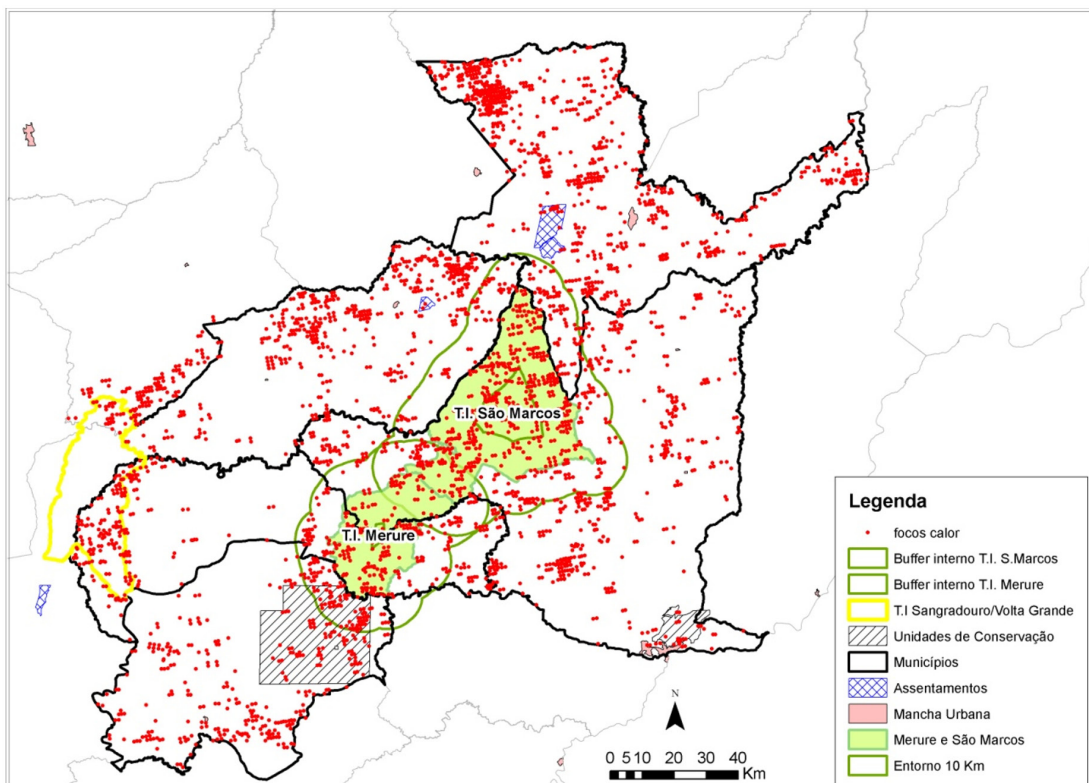 T.I. São Marcos
T.I. Merure
N
0 5 10 20 30 40
Km
Legenda
focos calor
Buffer interno T.I. S.Marcos
Buffer interno T.I. Merure
T.I Sangradouro/Volta Grande
Unidades de Conservação
Municípios
Assentamentos
Mancha Urbana
Merure e São Marcos
Entorno 10 Km